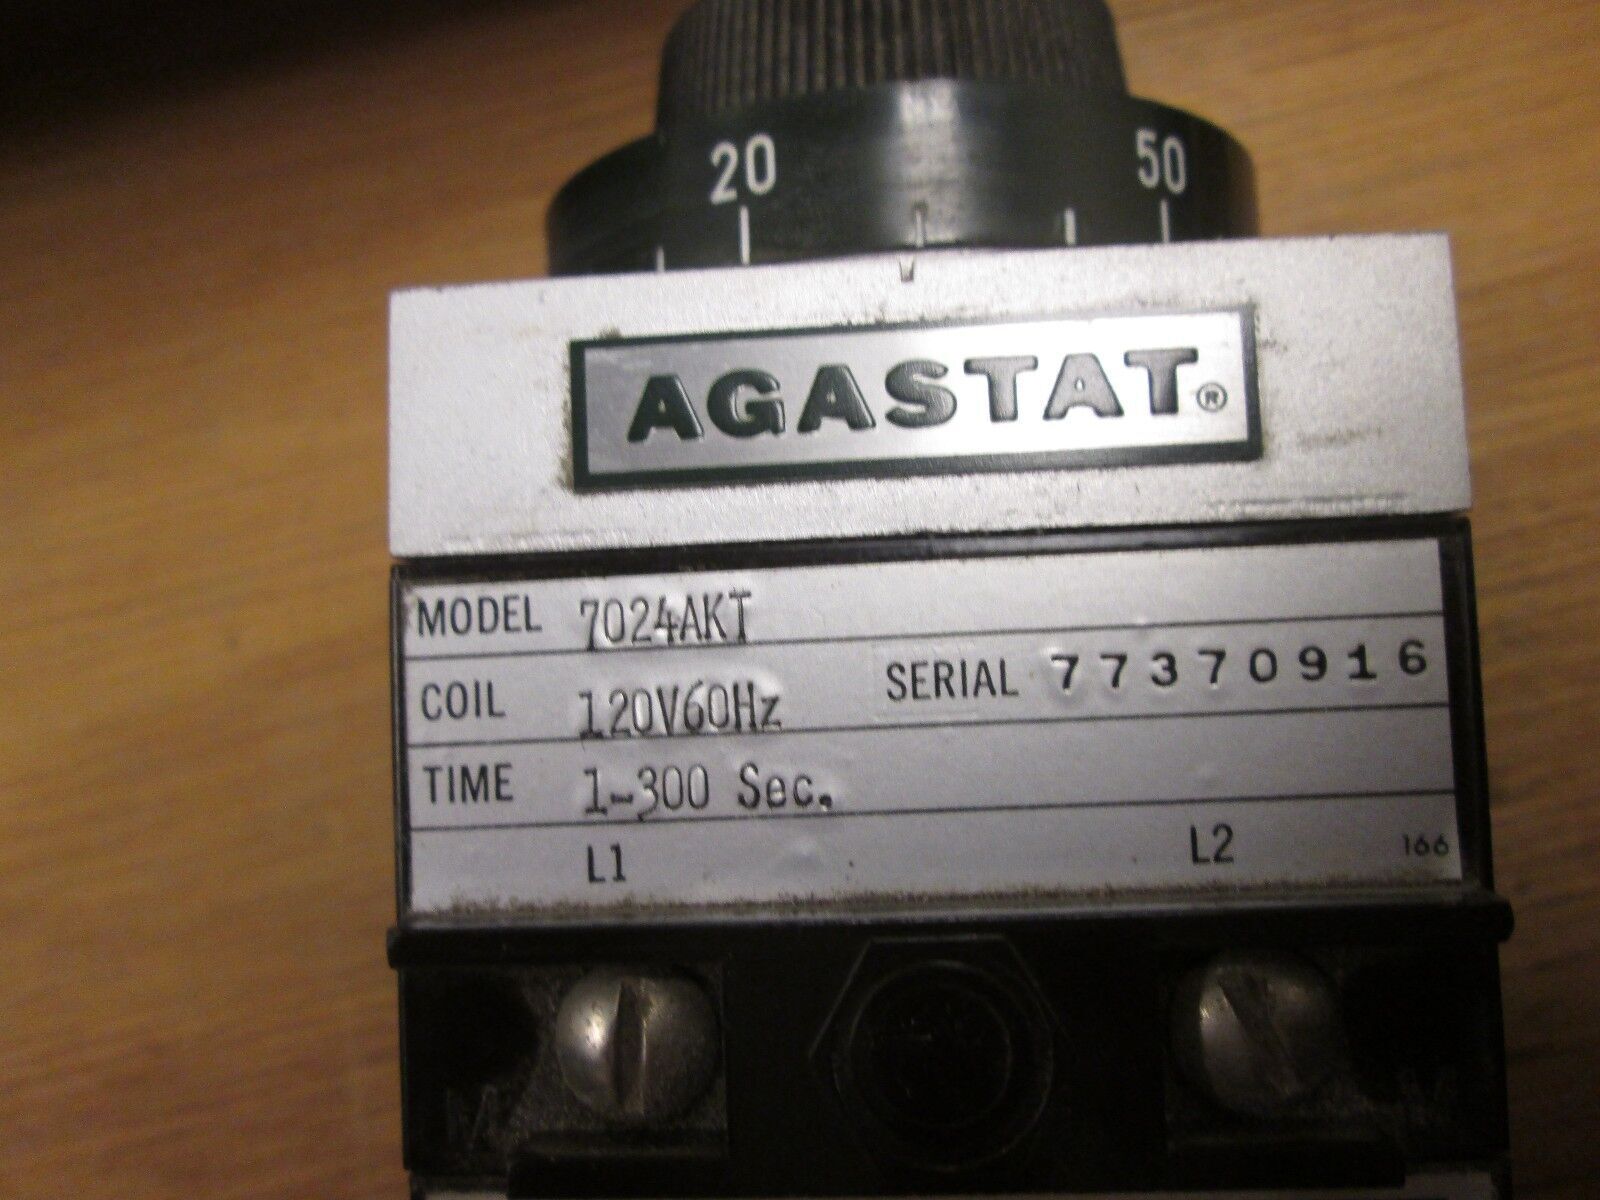 20 50
AGASTAT®
MODEL 7024AKT
COIL 120V60Hz SERIAL 77370916
TIME 1-300 Sec.
L1 L2 166